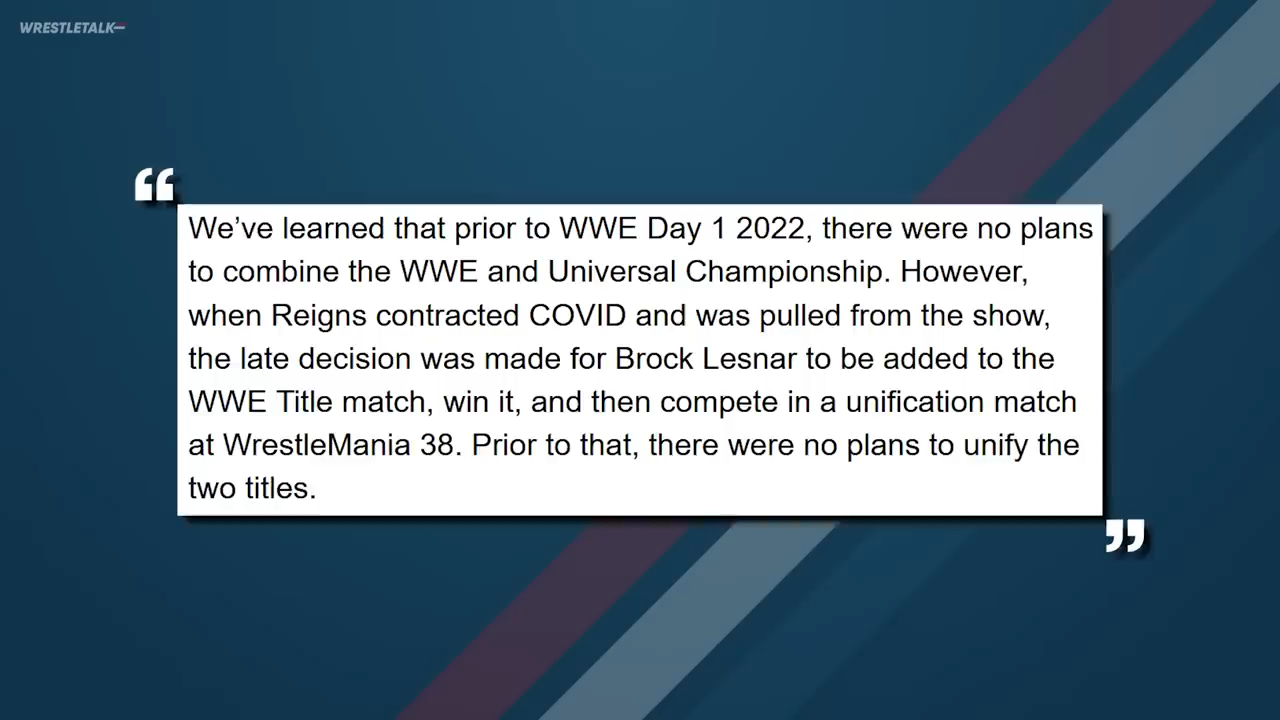 WRESTLETALK
“
We’ve learned that prior to WWE Day 1 2022, there were no plans
to combine the WWE and Universal Championship. However,
when Reigns contracted COVID and was pulled from the show,
the late decision was made for Brock Lesnar to be added to the
WWE Title match, win it, and then compete in a unification match
at WrestleMania 38. Prior to that, there were no plans to unify the
two titles.
”